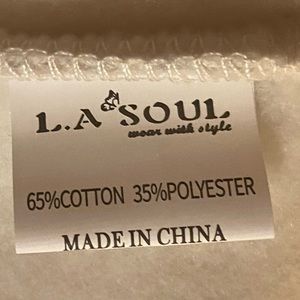 L.A SOUL
wear with style
65%COTTON 35%POLYESTER
MADE IN CHINA